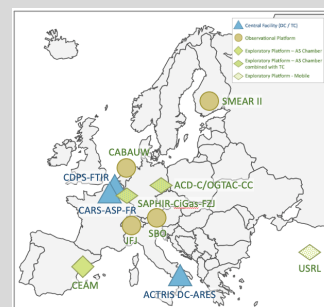 Central Facility (DC / TC)
Observational Platform
Exploratory Platform – AS Chamber
Exploratory Platform – AS Chamber
combined with TC
Exploratory Platform - Mobile
SMEAR II
CABAUW
CDPS-FTIR
ACD-C/OGTAC-CC
SAPHIR-CiGas-FZJ
CARS-ASP-FR
JFJ
SBO
USRL
CEAM
ACTRIS DC-ARES